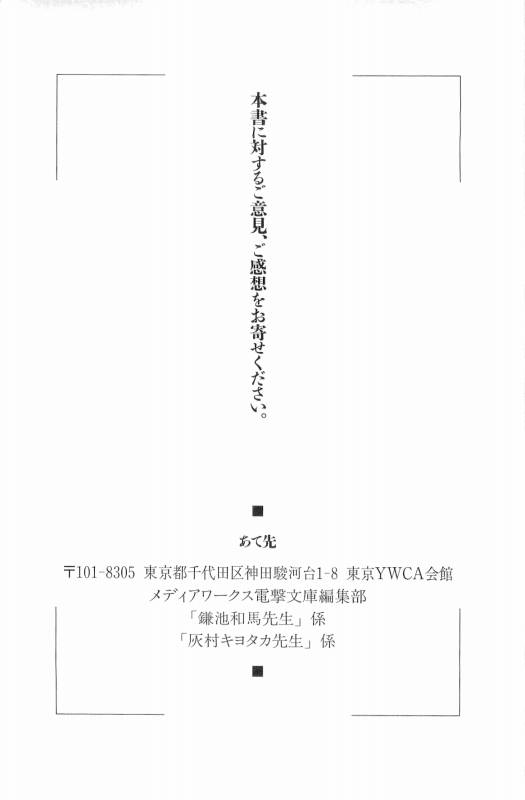 本書に対するご意見、ご感想をお寄せください。
■
あて先
〒101-8305 東京都千代田区神田駿河台1-8 東京YWCA会館
メディアワークス電撃文庫編集部
「鎌池和馬先生」係
「灰村キヨタカ先生」係
■